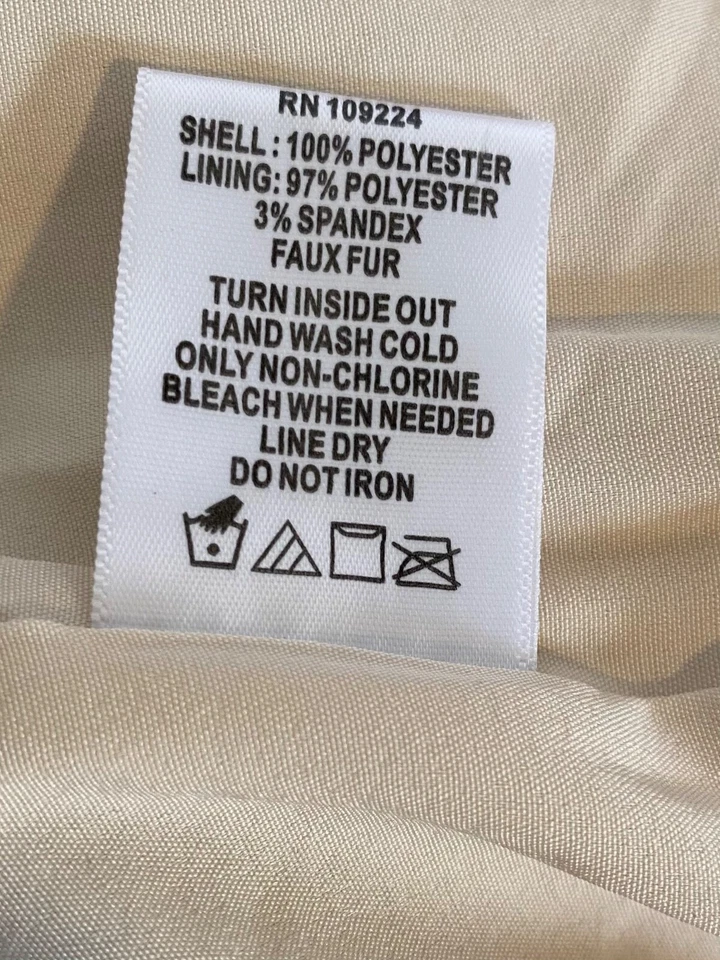 RN 109224
SHELL : 100% POLYESTER
LINING: 97% POLYESTER
3% SPANDEX
FAUX FUR
TURN INSIDE OUT
HAND WASH COLD
ONLY NON-CHLORINE
BLEACH WHEN NEEDED
LINE DRY
DO NOT IRON